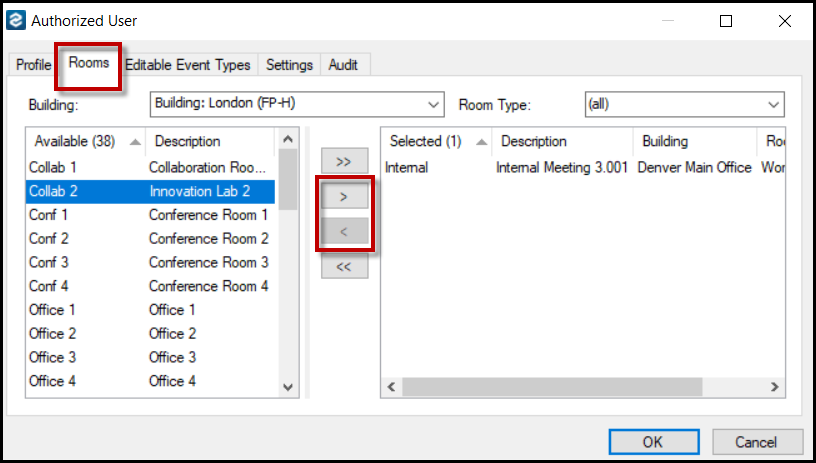 Authorized User
Profile Rooms Editable Event Types Settings Audit
Building: Building: London (FP-H) Room Type: (all)
Available (38) Description
Collab 1 Collaboration Roo...
Collab 2 Innovation Lab 2
Conf 1 Conference Room 1
Conf 2 Conference Room 2
Conf 3 Conference Room 3
Conf 4 Conference Room 4
Office 1 Office 1
Office 2 Office 2
Office 3 Office 3
Office 4 Office 4
>>
>
<
<<
Selected (1) Description Building Roo
Internal Internal Meeting 3.001 Denver Main Office Wor
OK Cancel